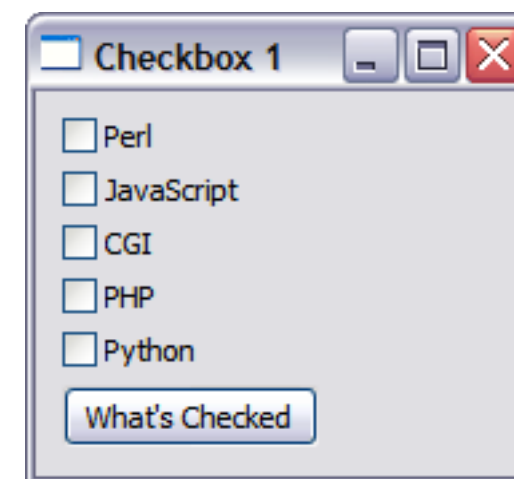 Checkbox 1
Perl
JavaScript
CGI
PHP
Python
What's Checked